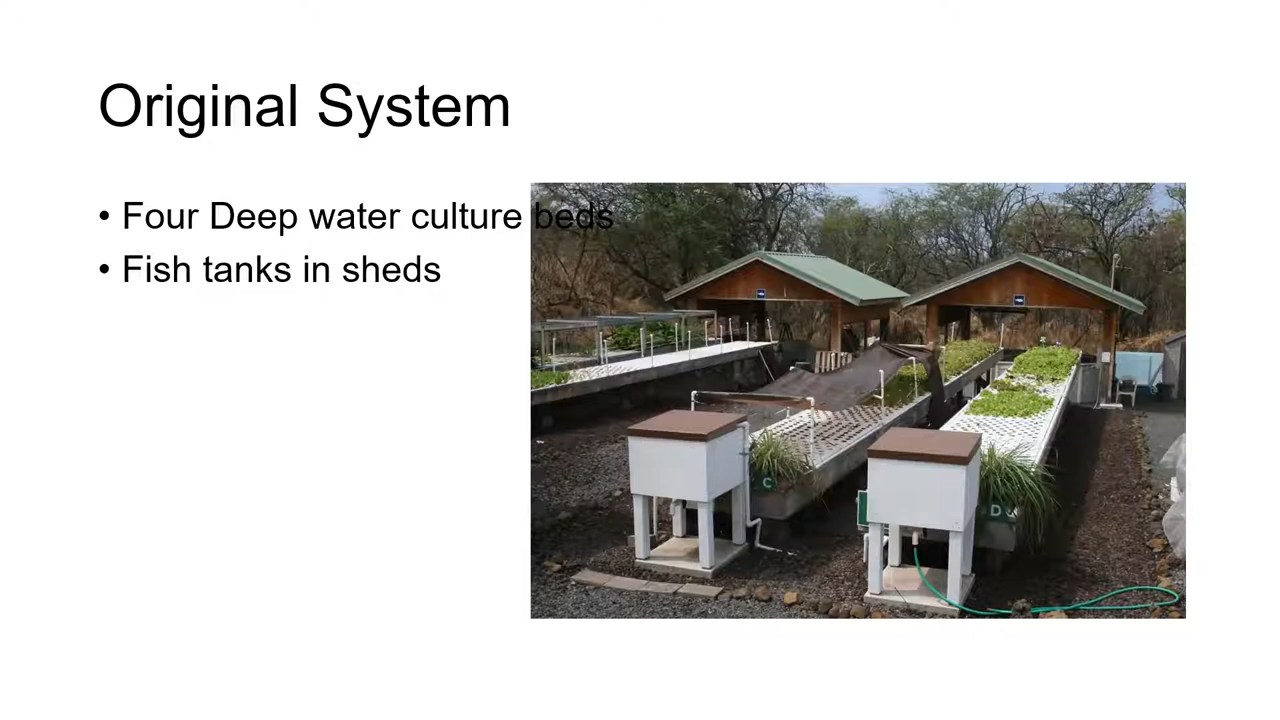 Original System
• Four Deep water culture beds
• Fish tanks in sheds
C
D